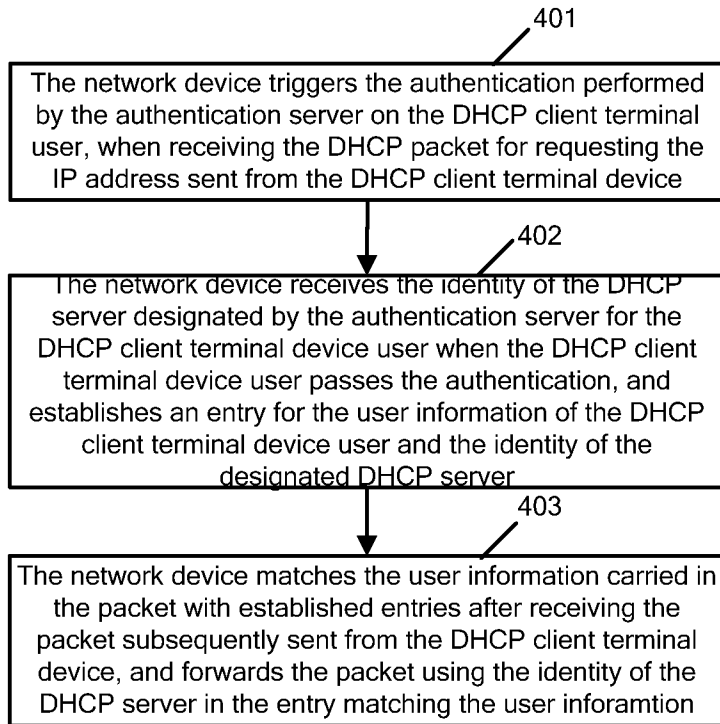 401
The network device triggers the authentication performed
by the authentication server on the DHCP client terminal
user, when receiving the DHCP packet for requesting the
IP address sent from the DHCP client terminal device
402
The network device receives the identity of the DHCP
server designated by the authentication server for the
DHCP client terminal device user when the DHCP client
terminal device user passes the authentication, and
establishes an entry for the user information of the DHCP
client terminal device user and the identity of the
designated DHCP server
403
The network device matches the user information carried in
the packet with established entries after receiving the
packet subsequently sent from the DHCP client terminal
device, and forwards the packet using the identity of the
DHCP server in the entry matching the user inforamtion